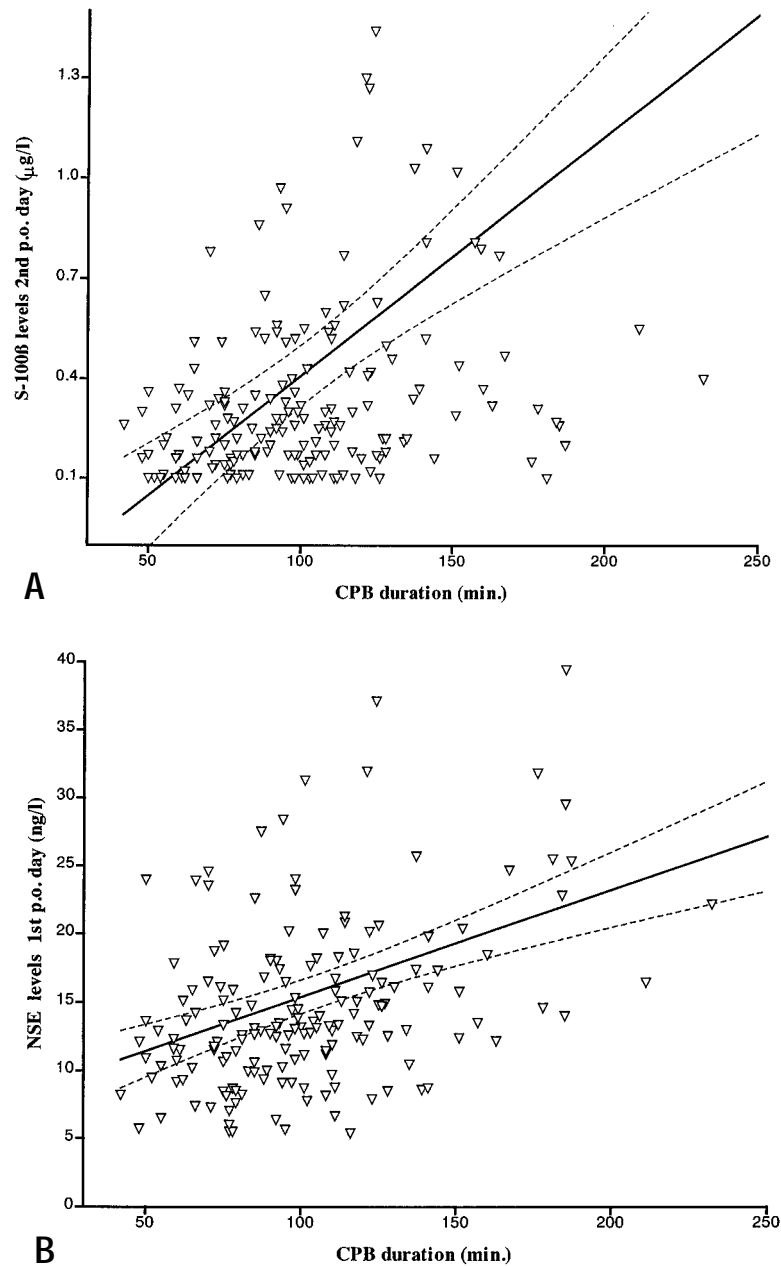 S-100ß levels 2nd p.o. day (µg/l)
1.3
1.0
0.7
0.4
0.1
50 100 150 200 250
CPB duration (min.)
A
NSE levels 1st p.o. day (ng/l)
40
35
30
25
20
15
10
5
0
50 100 150 200 250
CPB duration (min.)
B